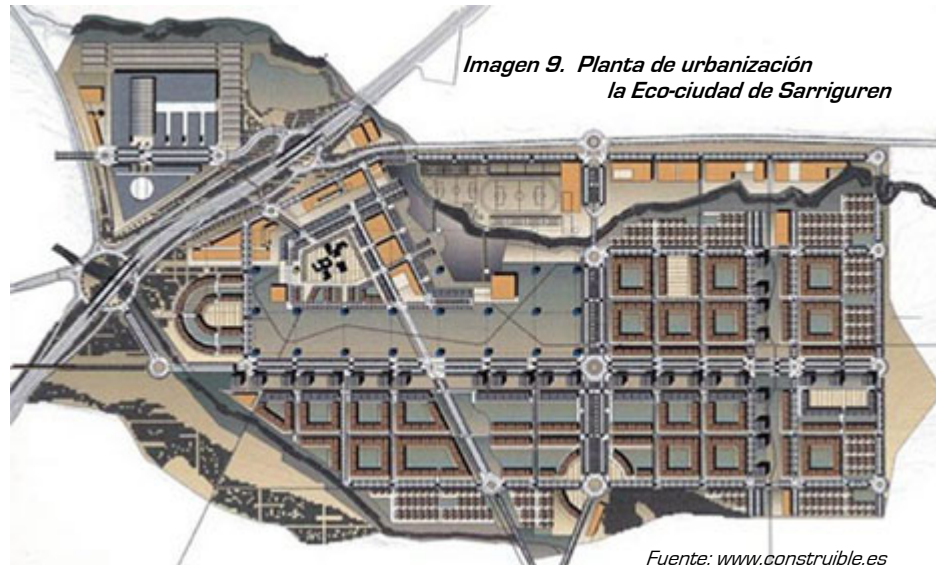 Imagen 9. Planta de urbanización
la Eco-ciudad de Sarriguren
Fuente: www.construible.es